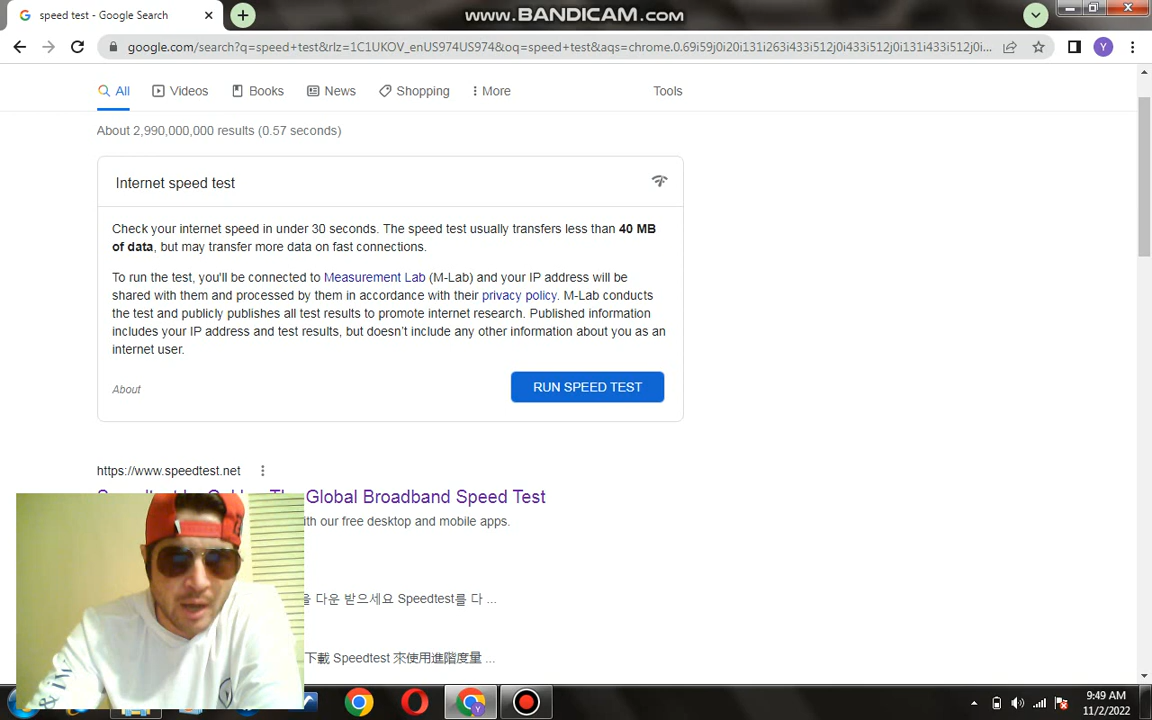 speed test - Google Search
www.BANDICAM.com
google.com/search?q=speed+test&rlz=1C1UKOV_enUS974US974&oq=speed+test&aqs=chrome.0.69i59j0i20i131i263i433i512j0i433i512j0i131i433i512j0i...
Y
All Videos Books News Shopping More Tools
About 2,990,000,000 results (0.57 seconds)
Internet speed test
Check your internet speed in under 30 seconds. The speed test usually transfers less than 40 MB
of data, but may transfer more data on fast connections.
To run the test, you'll be connected to Measurement Lab (M-Lab) and your IP address will be
shared with them and processed by them in accordance with their privacy policy. M-Lab conducts
the test and publicly publishes all test results to promote internet research. Published information
includes your IP address and test results, but doesn't include any other information about you as an
internet user.
About
RUN SPEED TEST
https://www.speedtest.net
Global Broadband Speed Test
with our free desktop and mobile apps.
다운 받으세요 Speedtest를 다 ...
下載 Speedtest 來使用進階度量 ...
9:49 AM
11/2/2022